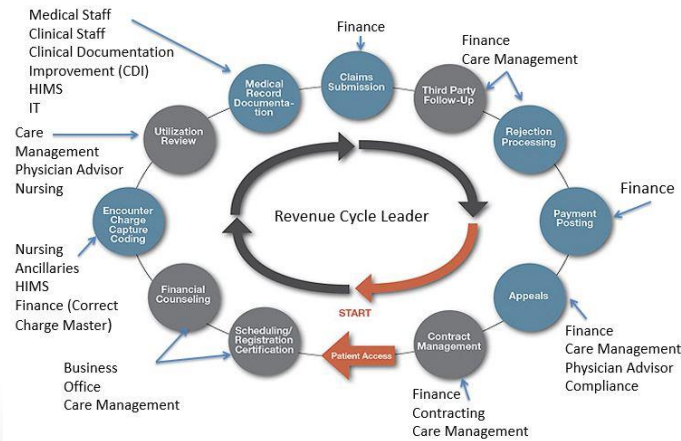 Medical Staff
Clinical Staff
Clinical Documentation
Improvement (CDI)
HIMS
IT
Finance
Finance
Care Management
Medical
Record
Documenta-
tion
Claims
Submission
Third Party
Follow-Up
Care
Management
Physician Advisor
Nursing
Utilization
Review
Rejection
Processing
Encounter
Charge
Capture
Coding
Revenue Cycle Leader
Payment
Posting
Finance
Nursing
Ancillaries
HIMS
Finance (Correct
Charge Master)
Financial
Counseling
START
Appeals
Scheduling/
Registration
Certification
Patient Access
Contract
Management
Finance
Care Management
Physician Advisor
Compliance
Business
Office
Care Management
Finance
Contracting
Care Management